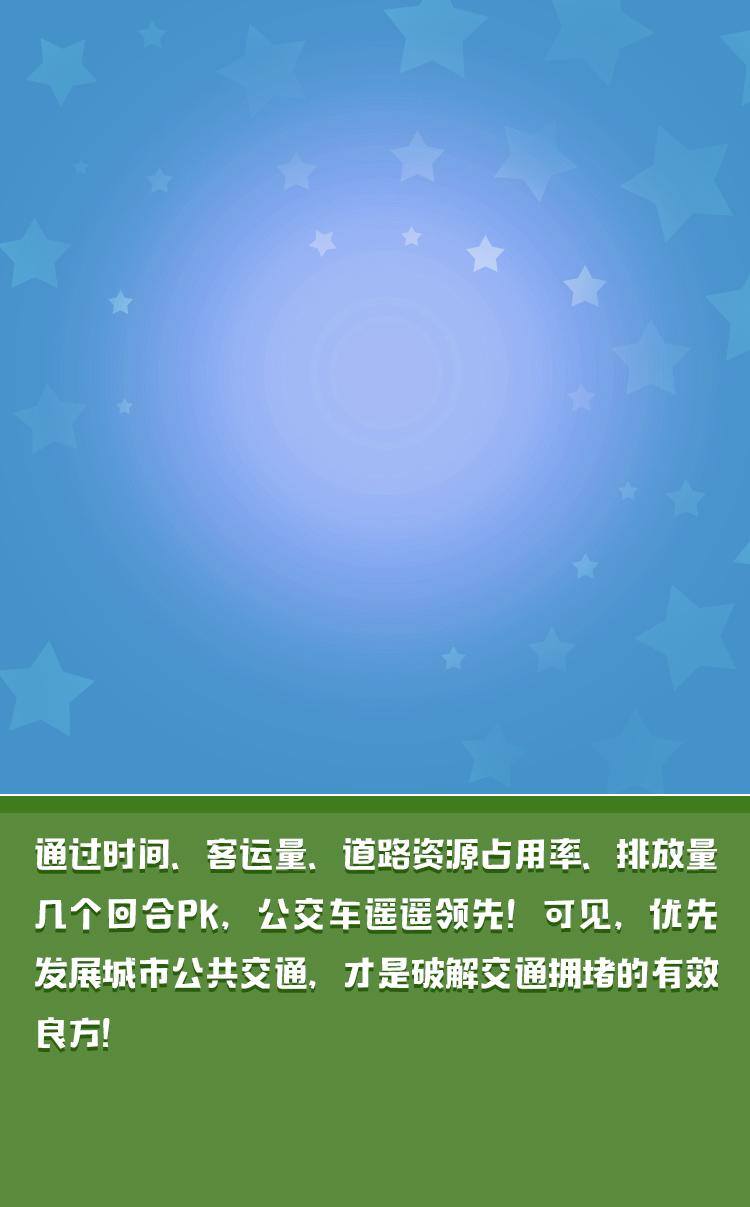 通过时间、客运量、道路资源占用率、排放量
几个回合PK，公交车遥遥领先！可见，优先
发展城市公共交通，才是破解交通拥堵的有效
良方！